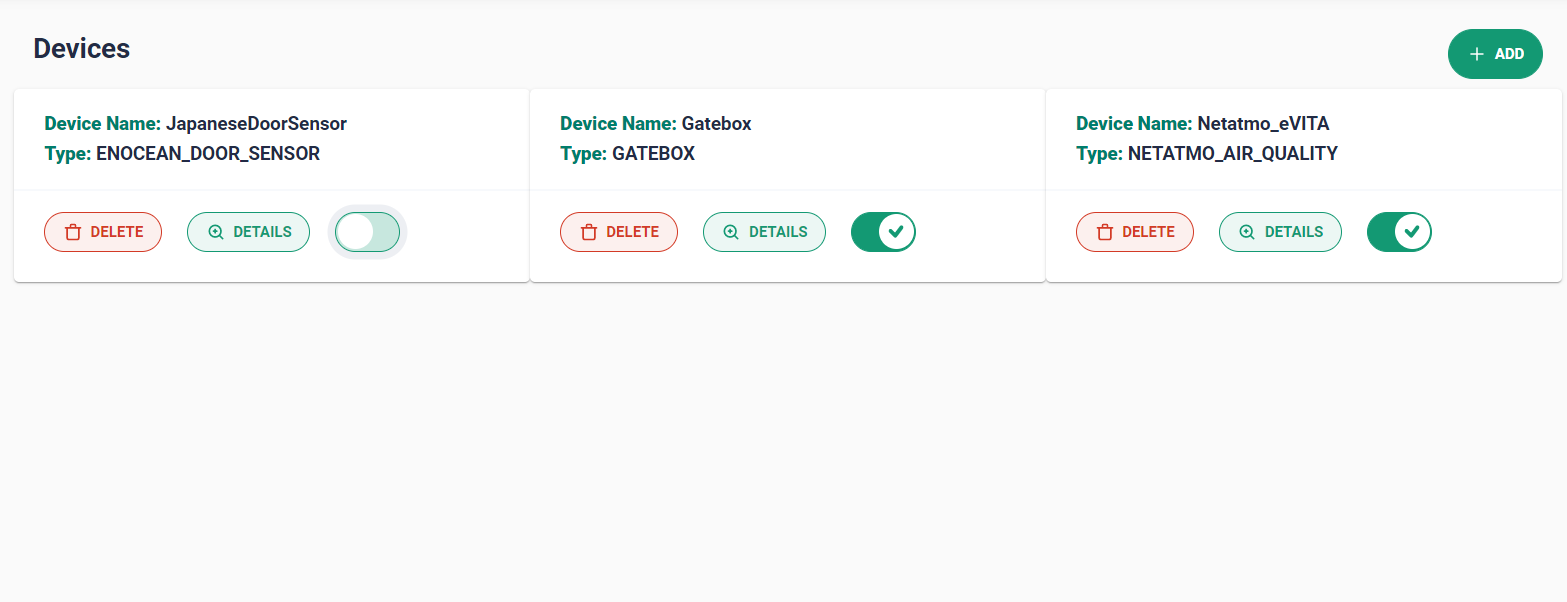 Devices
ADD
Device Name: JapaneseDoorSensor
Type: ENOCEAN_DOOR_SENSOR
DELETE
DETAILS
Device Name: Gatebox
Type: GATEBOX
DELETE
DETAILS
Device Name: Netatmo_eVITA
Type: NETATMO_AIR_QUALITY
DELETE
DETAILS